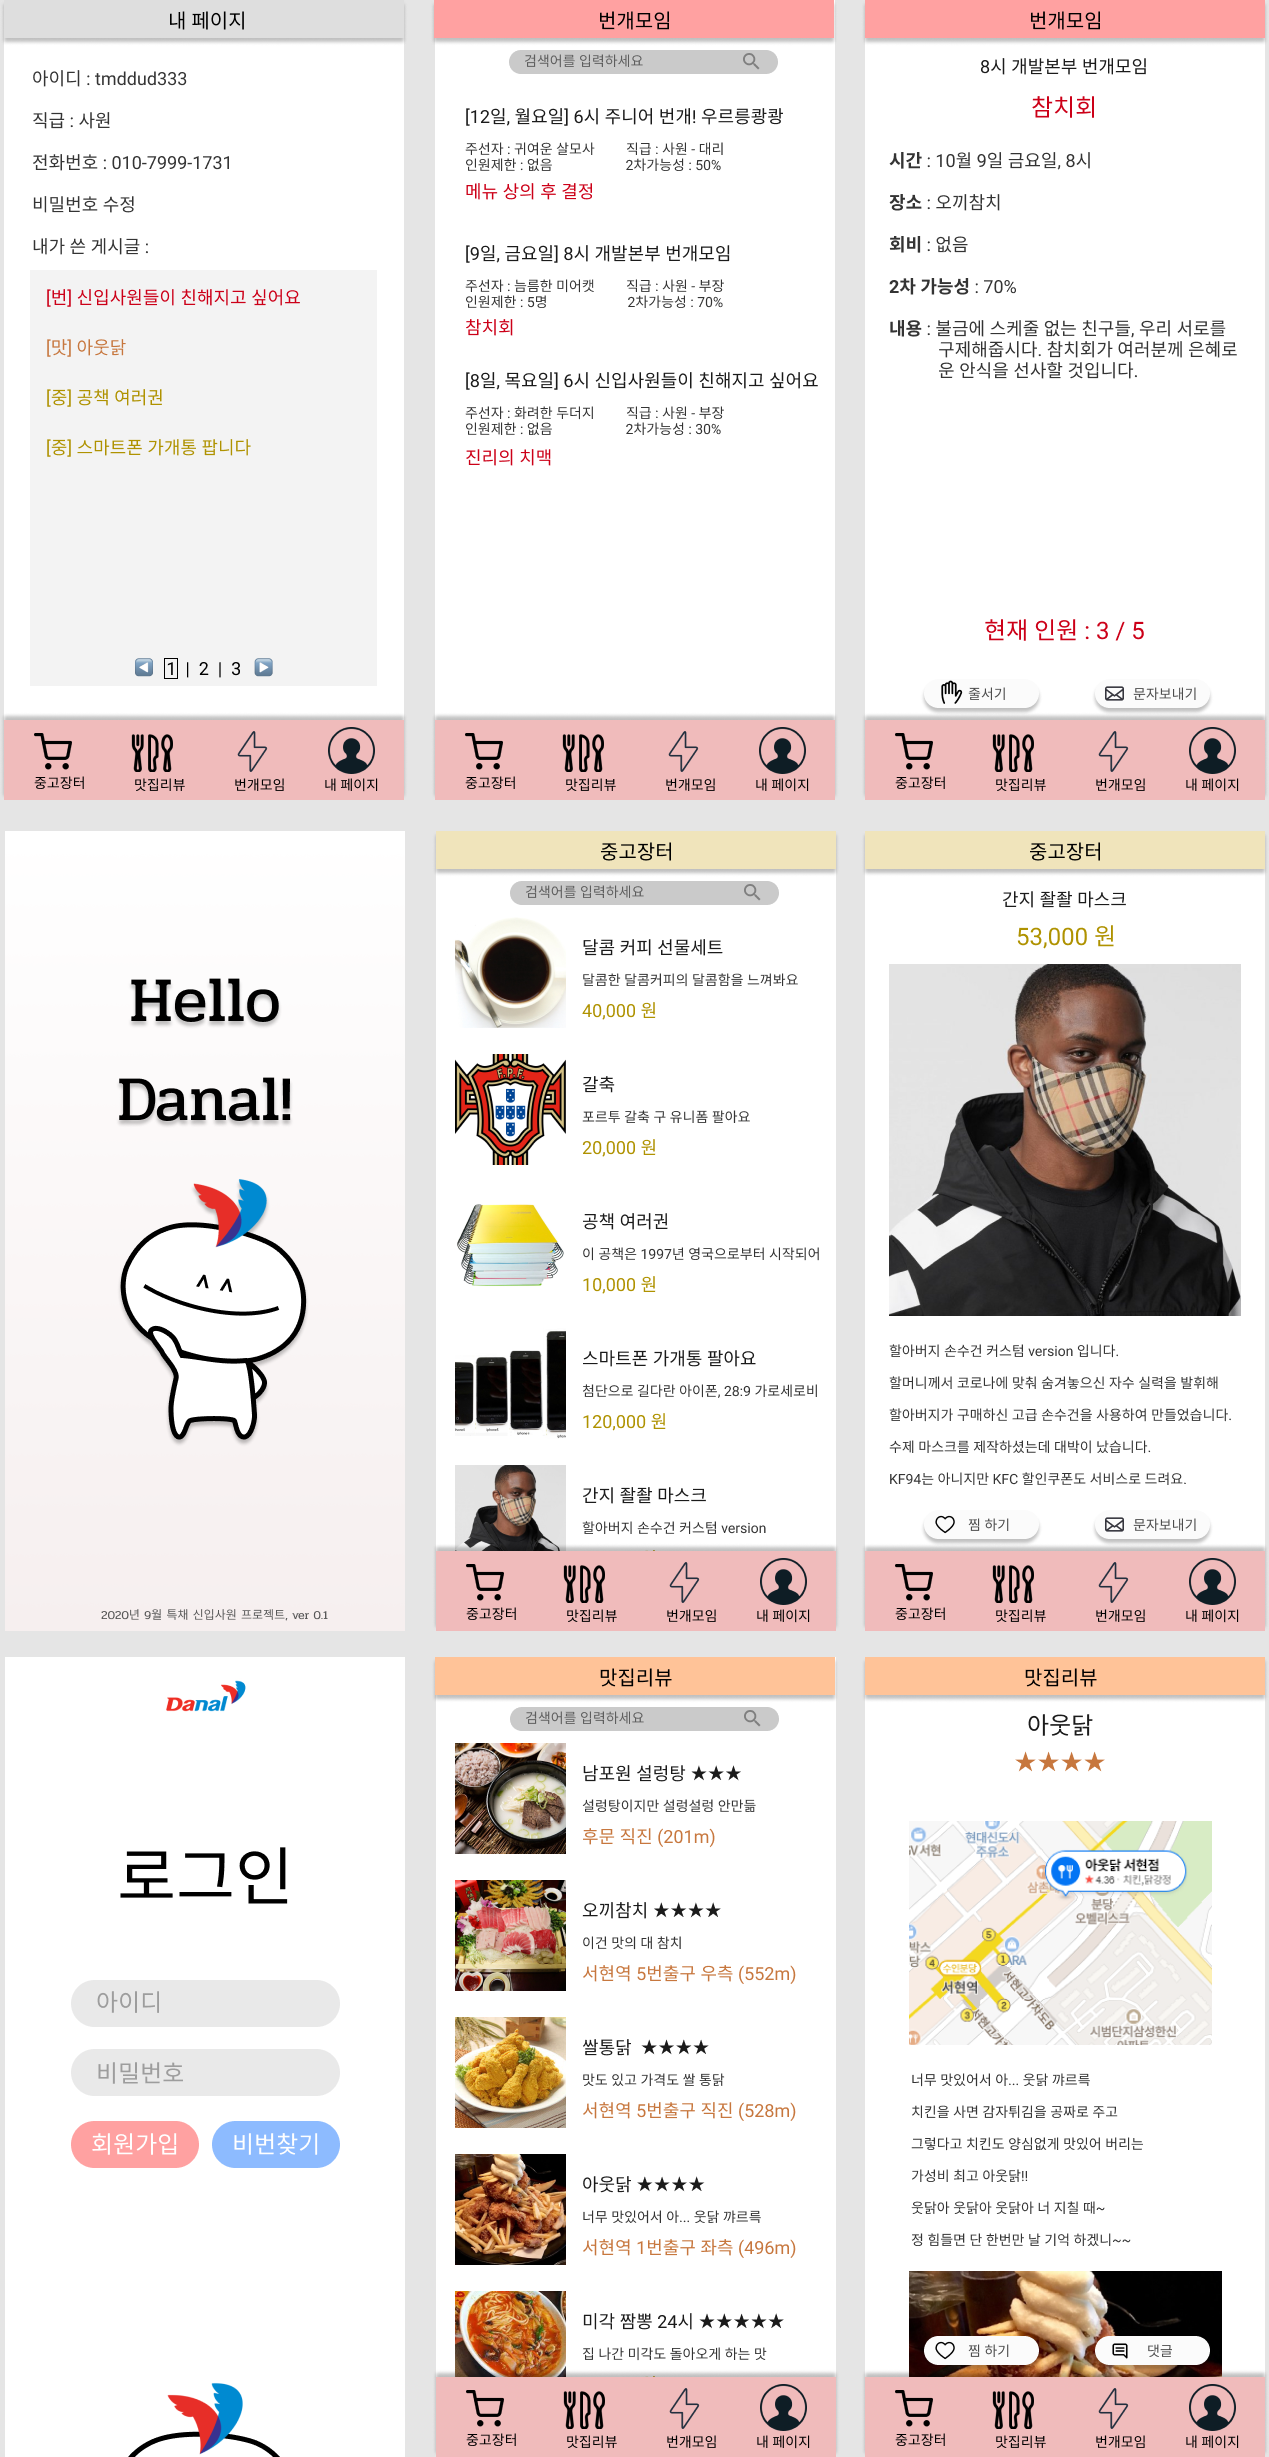 내 페이지
아이디 : tmddud333
직급 : 사원
전화번호 : 010-7999-1731
비밀번호 수정
내가 쓴 게시글 :
[번] 신입사원들이 친해지고 싶어요
[맛] 아웃닭
[중] 공책 여러권
[중] 스마트폰 가개통 팝니다
1 | 2 | 3
중고장터 맛집리뷰 번개모임 내 페이지
번개모임
검색어를 입력하세요
[12일, 월요일] 6시 주니어 번개! 우르릉쾅쾅
주선자 : 귀여운 살모사 직급 : 사원 - 대리
인원제한 : 없음 2차가능성 : 50%
메뉴 상의 후 결정
[9일, 금요일] 8시 개발본부 번개모임
주선자 : 늠름한 미어캣 직급 : 사원 - 부장
인원제한 : 5명 2차가능성 : 70%
참치회
[8일, 목요일] 6시 신입사원들이 친해지고 싶어요
주선자 : 화려한 두더지 직급 : 사원 - 부장
인원제한 : 없음 2차가능성 : 30%
진리의 치맥
중고장터 맛집리뷰 번개모임 내 페이지
번개모임
8시 개발본부 번개모임
참치회
시간 : 10월 9일 금요일, 8시
장소 : 오끼참치
회비 : 없음
2차 가능성 : 70%
내용 : 불금에 스케줄 없는 친구들, 우리 서로를
구제해줍시다. 참치회가 여러분께 은혜로
운 안식을 선사할 것입니다.
현재 인원 : 3 / 5
줄서기 문자보내기
중고장터 맛집리뷰 번개모임 내 페이지
Hello
Danal!
2020년 9월 특채 신입사원 프로젝트, ver 0.1
중고장터
검색어를 입력하세요
달콤 커피 선물세트
달콤한 달콤커피의 달콤함을 느껴봐요
40,000 원
F.P.F.
갈축
포르투 갈축 구 유니폼 팔아요
20,000 원
공책 여러권
이 공책은 1997년 영국으로부터 시작되어
10,000 원
스마트폰 가개통 팔아요
첨단으로 길다란 아이폰, 28:9 가로세로비
120,000 원
간지 좔좔 마스크
할아버지 손수건 커스텀 version
중고장터 맛집리뷰 번개모임 내 페이지
중고장터
간지 좔좔 마스크
53,000 원
할아버지 손수건 커스텀 version 입니다.
할머니께서 코로나에 맞춰 숨겨놓으신 자수 실력을 발휘해
할아버지가 구매하신 고급 손수건을 사용하여 만들었습니다.
수제 마스크를 제작하셨는데 대박이 났습니다.
KF94는 아니지만 KFC 할인쿠폰도 서비스로 드려요.
찜 하기 문자보내기
중고장터 맛집리뷰 번개모임 내 페이지
Danal
로그인
아이디
비밀번호
회원가입 비번찾기
맛집리뷰
검색어를 입력하세요
남포원 설렁탕 ★★★
설렁탕이지만 설렁설렁 안만듦
후문 직진 (201m)
오끼참치 ★★★★
이건 맛의 대 참치
서현역 5번출구 우측 (552m)
쌀통닭 ★★★★
맛도 있고 가격도 쌀 통닭
서현역 5번출구 직진 (528m)
아웃닭 ★★★★
너무 맛있어서 아... 웃닭 꺄르륵
서현역 1번출구 좌측 (496m)
미각 짬뽕 24시 ★★★★★
집 나간 미각도 돌아오게 하는 맛
중고장터 맛집리뷰 번개모임 내 페이지
맛집리뷰
아웃닭
★★★★
현대신도시
주유소
GV 서현
아웃닭 서현점
★ 4.36 · 치킨,닭강정
분당
오벨리스크
5
박스
당
4
1
ARA
수인분당
서현역
2
3
서현고가차도B
시범단지삼성한신
아파트
너무 맛있어서 아... 웃닭 꺄르륵
치킨을 사면 감자튀김을 공짜로 주고
그렇다고 치킨도 양심없게 맛있어 버리는
가성비 최고 아웃닭!!
웃닭아 웃닭아 웃닭아 너 지칠 때~
정 힘들면 단 한번만 날 기억 하겠니~~
찜 하기 댓글
중고장터 맛집리뷰 번개모임 내 페이지